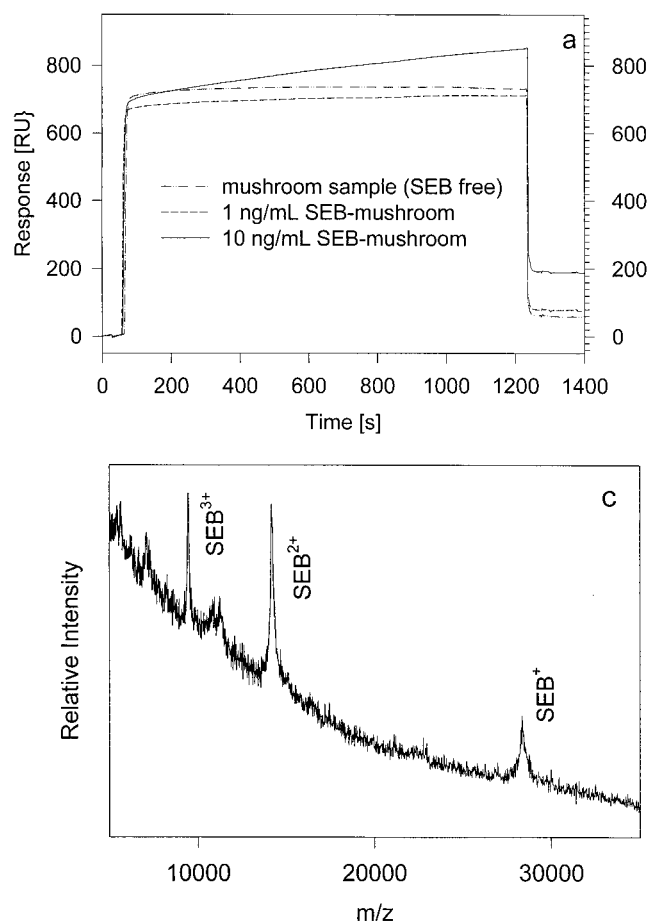 a
800 800
600 600
400 400
200 200
0 0
Response [RU]
mushroom sample (SEB free)
1 ng/mL SEB-mushroom
10 ng/mL SEB-mushroom
0 200 400 600 800 1000 1200 1400
Time [s]
c
SEB3+
SEB2+
SEB+
Relative Intensity
10000 20000 30000
m/z